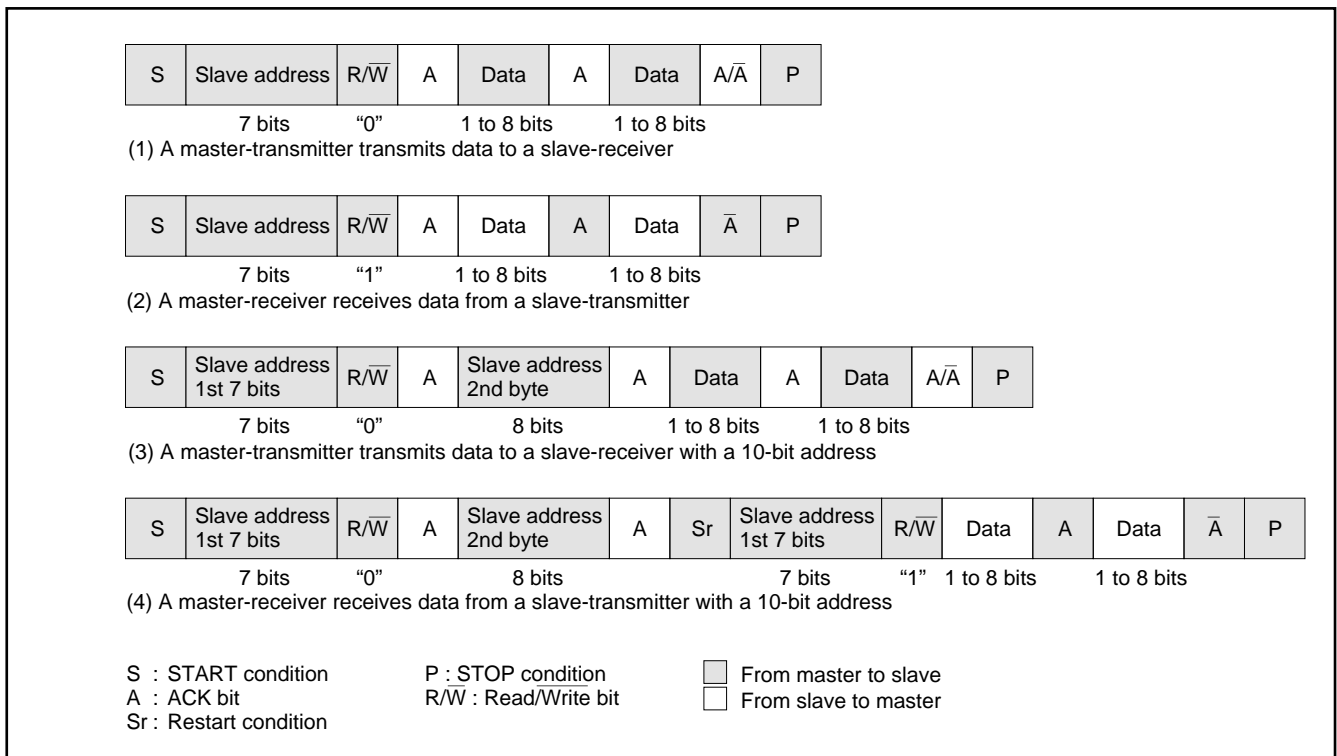 S Slave address R/W̅ A Data A Data A/A̅ P
7 bits “0” 1 to 8 bits 1 to 8 bits
(1) A master-transmitter transmits data to a slave-receiver
S Slave address R/W̅ A Data A Data A̅ P
7 bits “1” 1 to 8 bits 1 to 8 bits
(2) A master-receiver receives data from a slave-transmitter
S Slave address 1st 7 bits R/W̅ A Slave address 2nd byte A Data A Data A/A̅ P
7 bits “0” 8 bits 1 to 8 bits 1 to 8 bits
(3) A master-transmitter transmits data to a slave-receiver with a 10-bit address
S Slave address 1st 7 bits R/W̅ A Slave address 2nd byte A Sr Slave address 1st 7 bits R/W̅ Data A Data A̅ P
7 bits “0” 8 bits 7 bits “1” 1 to 8 bits 1 to 8 bits
(4) A master-receiver receives data from a slave-transmitter with a 10-bit address
S : START condition P : STOP condition From master to slave
A : ACK bit R/W̅ : Read/W̅r̅i̅t̅e̅ bit From slave to master
Sr : Restart condition